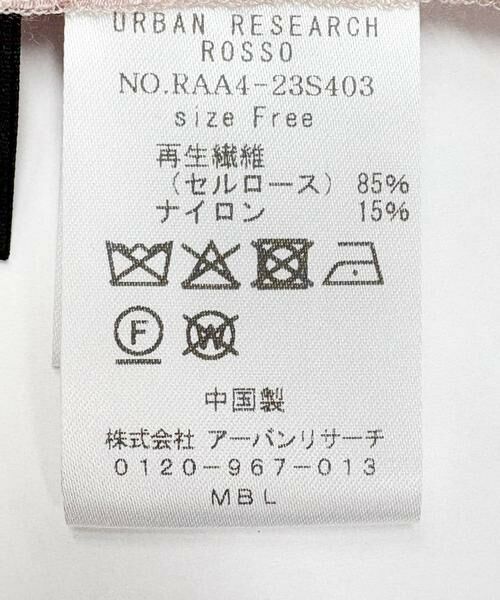 URBAN RESEARCH
ROSSO
NO.RAA4-23S403
size Free
再生繊維
（セルロース） 85%
ナイロン 15%
F W
中国製
株式会社 アーバンリサーチ
0120-967-013
MBL